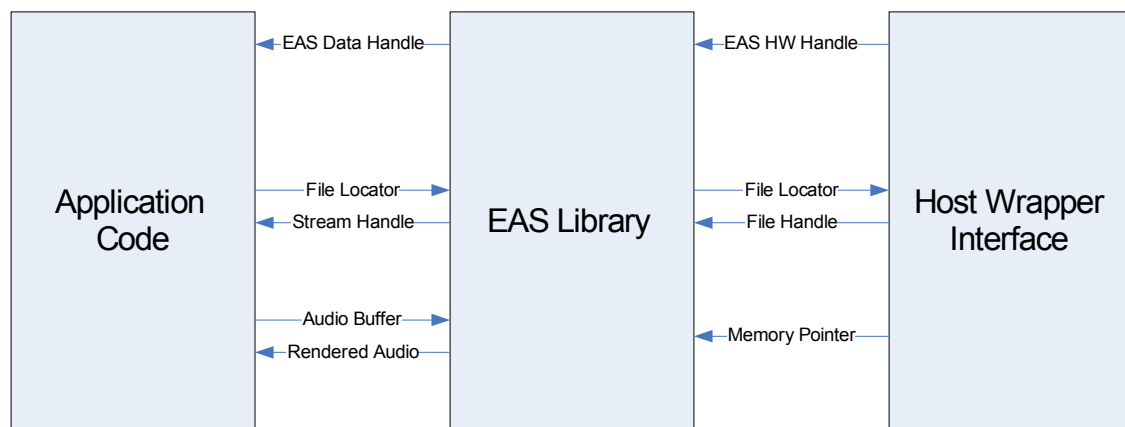 EAS Data Handle
EAS HW Handle
Application
Code
File Locator
Stream Handle
EAS Library
File Locator
File Handle
Host Wrapper
Interface
Audio Buffer
Rendered Audio
Memory Pointer